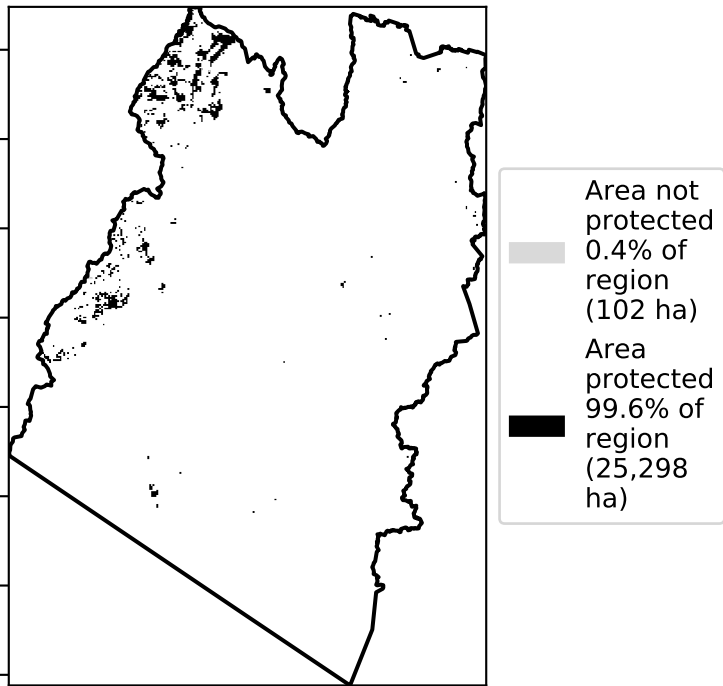 Area not
protected
0.4% of
region
(102 ha)
Area
protected
99.6% of
region
(25,298
ha)